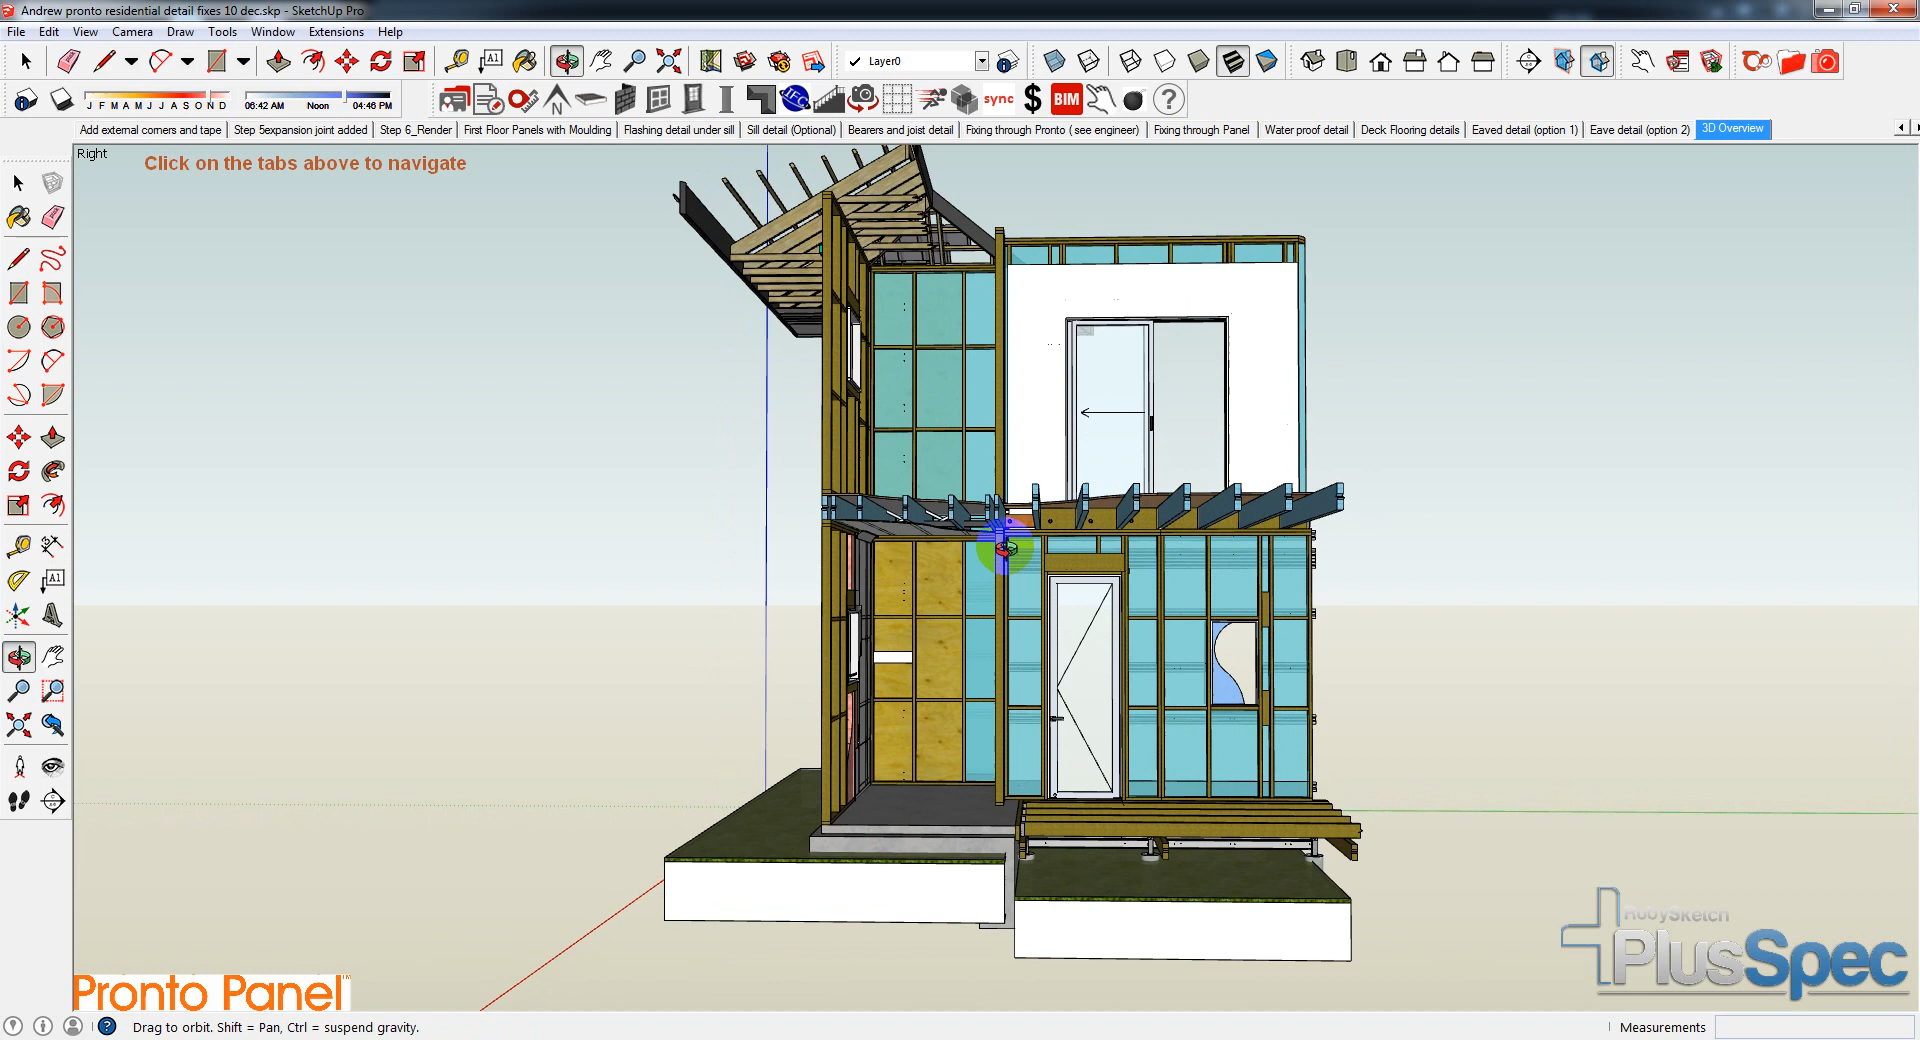 Andrew pronto residential detail fixes 10 dec.skp - SketchUp Pro
File Edit View Camera Draw Tools Window Extensions Help
A1
Layer0
J F M A M J J A S O N D
06:42 AM Noon 04:46 PM
IFC
sync
$
BIM
?
Add external corners and tape
Step 5expansion joint added
Step 6_Render
First Floor Panels with Moulding
Flashing detail under sill
Sill detail (Optional)
Bearers and joist detail
Fixing through Pronto ( see engineer)
Fixing through Panel
Water proof detail
Deck Flooring details
Eaved detail (option 1)
Eave detail (option 2)
3D Overview
Right
Click on the tabs above to navigate
A1
RubySketch
PlusSpec
Pronto Panel™
? Drag to orbit. Shift = Pan, Ctrl = suspend gravity.
Measurements